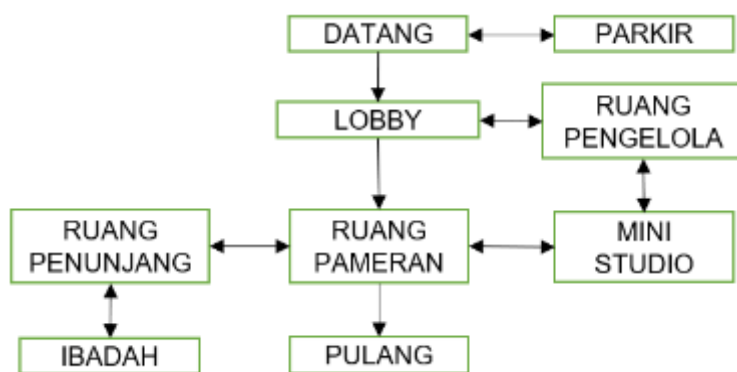 DATANG
PARKIR
LOBBY
RUANG
PENGELOLA
RUANG
PENUNJANG
RUANG
PAMERAN
MINI
STUDIO
IBADAH
PULANG